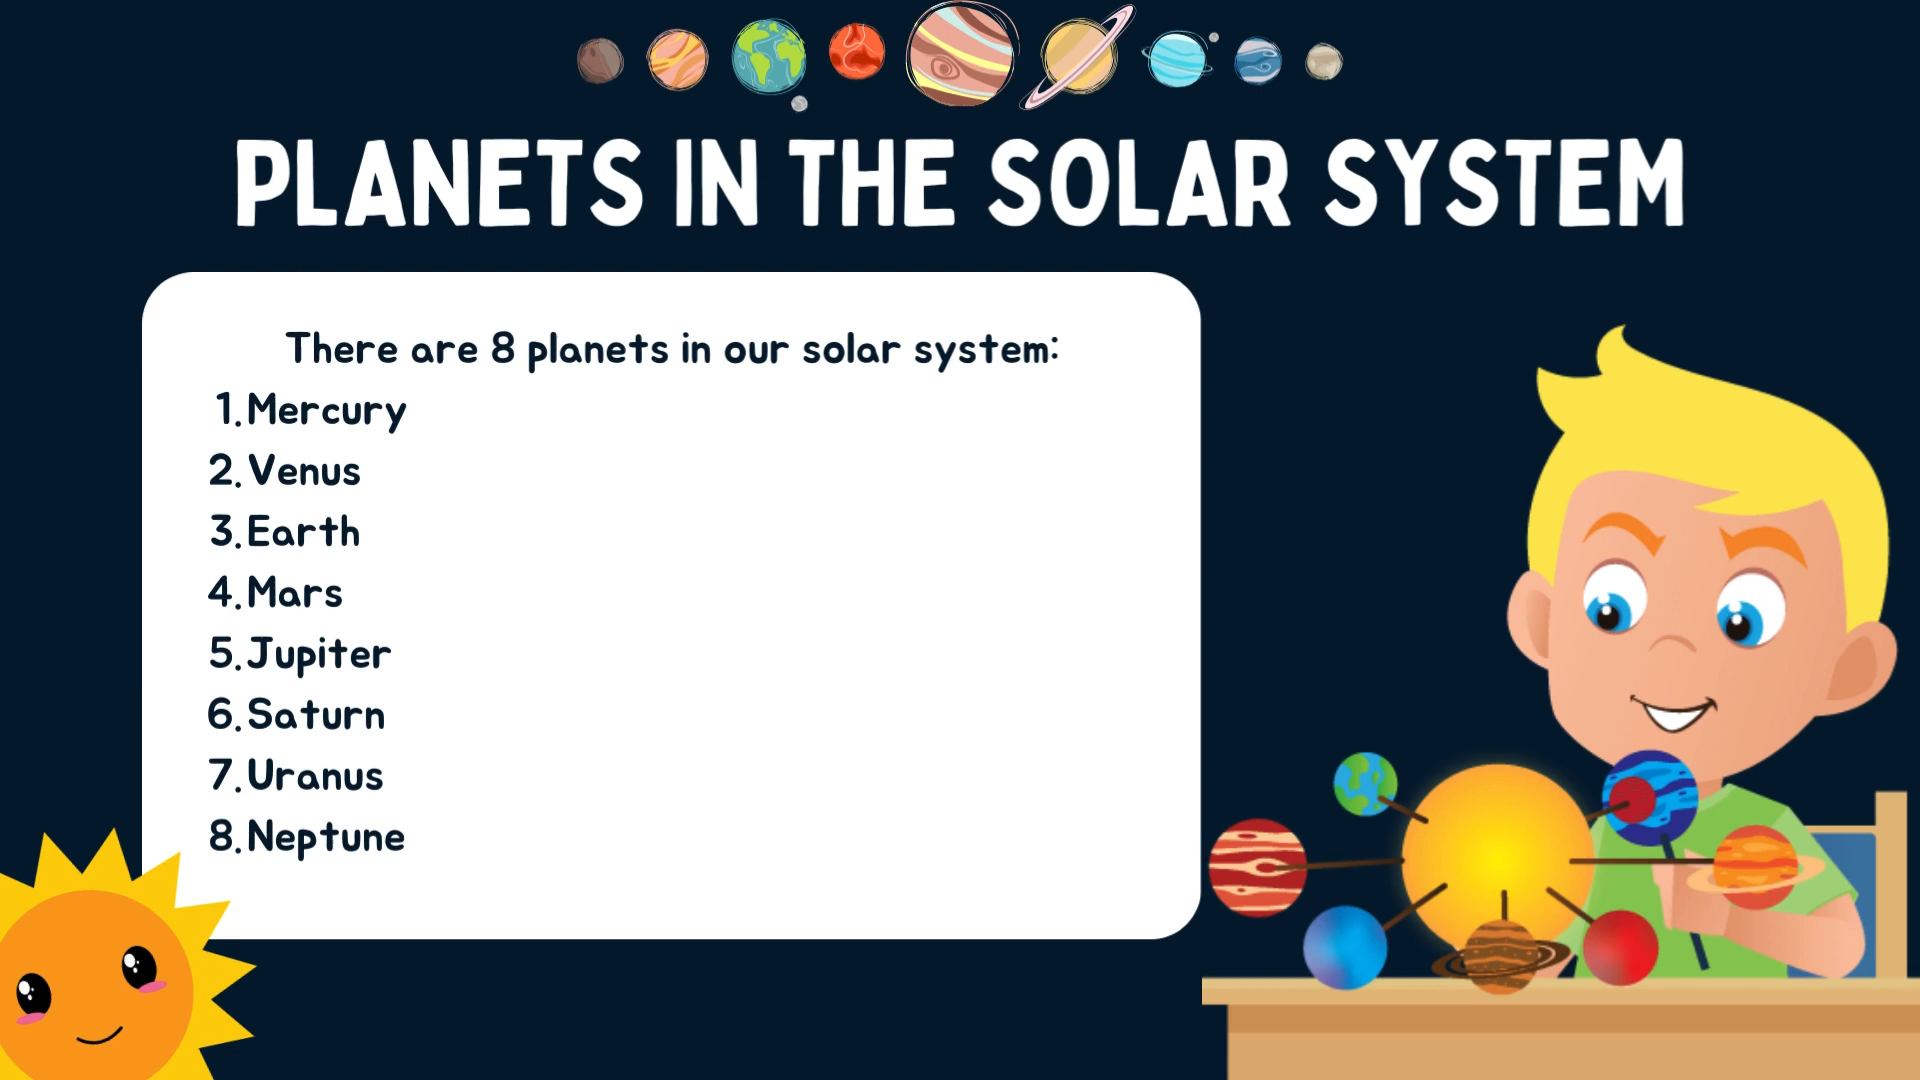 PLANETS IN THE SOLAR SYSTEM
There are 8 planets in our solar system:
1. Mercury
2. Venus
3. Earth
4. Mars
5. Jupiter
6. Saturn
7. Uranus
8. Neptune